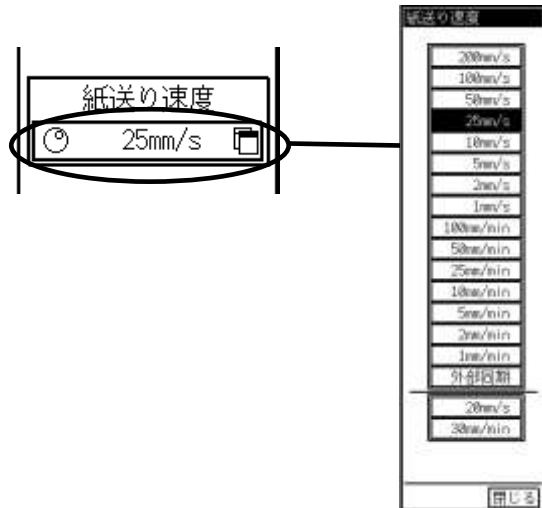 紙送り速度
25mm/s
紙送り速度
200mm/s
100mm/s
50mm/s
25mm/s
10mm/s
5mm/s
2mm/s
1mm/s
100mm/min
50mm/min
25mm/min
10mm/min
5mm/min
2mm/min
1mm/min
外部同期
20mm/s
30mm/min
閉じる